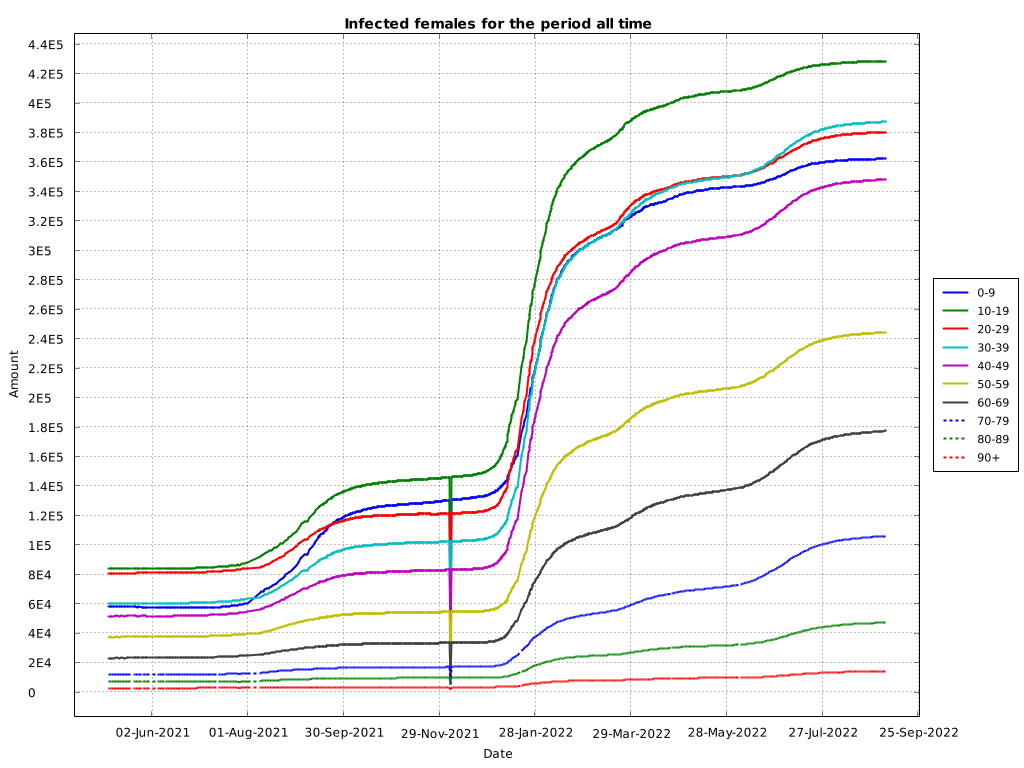 Infected females for the period all time
4.4E5
4.2E5
4E5
3.8E5
3.6E5
3.4E5
3.2E5
3E5
2.8E5
2.6E5
2.4E5
2.2E5
2E5
1.8E5
1.6E5
1.4E5
1.2E5
1E5
8E4
6E4
4E4
2E4
0
Amount
02-Jun-2021
01-Aug-2021
30-Sep-2021
29-Nov-2021
28-Jan-2022
29-Mar-2022
28-May-2022
27-Jul-2022
25-Sep-2022
Date
0-9
10-19
20-29
30-39
40-49
50-59
60-69
70-79
80-89
90+